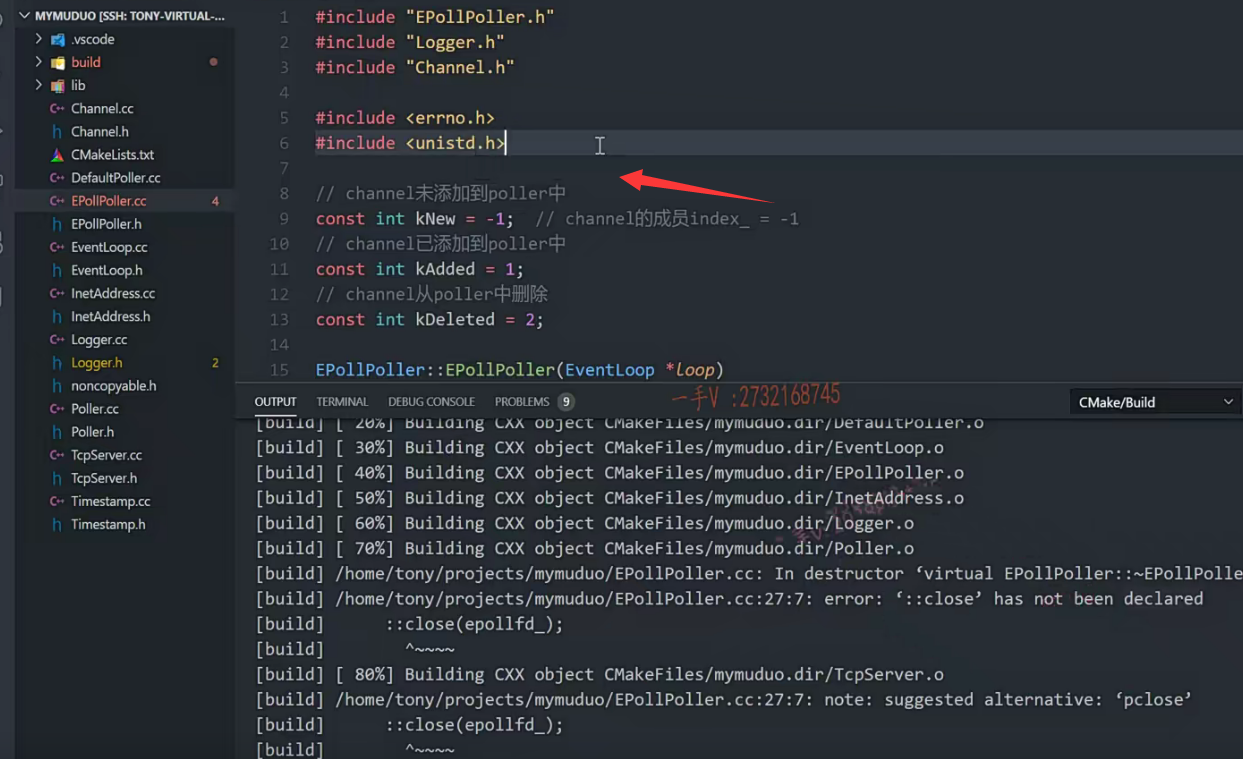 MYMUDUO [SSH: TONY-VIRTUAL-...
.vscode
build
lib
Channel.cc
Channel.h
CMakeLists.txt
DefaultPoller.cc
EPollPoller.cc 4
EPollPoller.h
EventLoop.cc
EventLoop.h
InetAddress.cc
InetAddress.h
Logger.cc
Logger.h 2
noncopyable.h
Poller.cc
Poller.h
TcpServer.cc
TcpServer.h
Timestamp.cc
Timestamp.h
1 #include "EPollPoller.h"
2 #include "Logger.h"
3 #include "Channel.h"
4
5 #include <errno.h>
6 #include <unistd.h>
7
8 // channel未添加到poller中
9 const int kNew = -1;  // channel的成员index_ = -1
10 // channel已添加到poller中
11 const int kAdded = 1;
12 // channel从poller中删除
13 const int kDeleted = 2;
14
15 EPollPoller::EPollPoller(EventLoop *loop)
OUTPUT TERMINAL DEBUG CONSOLE PROBLEMS 9 一手V :2732168745 CMake/Build
[build] [ 20%] Building CXX object CMakeFiles/mymuduo.dir/DefaultPoller.o
[build] [ 30%] Building CXX object CMakeFiles/mymuduo.dir/EventLoop.o
[build] [ 40%] Building CXX object CMakeFiles/mymuduo.dir/EPollPoller.o
[build] [ 50%] Building CXX object CMakeFiles/mymuduo.dir/InetAddress.o
[build] [ 60%] Building CXX object CMakeFiles/mymuduo.dir/Logger.o
[build] [ 70%] Building CXX object CMakeFiles/mymuduo.dir/Poller.o
[build] /home/tony/projects/mymuduo/EPollPoller.cc: In destructor ‘virtual EPollPoller::~EPollPolle
[build] /home/tony/projects/mymuduo/EPollPoller.cc:27:7: error: ‘::close’ has not been declared
[build]      ::close(epollfd_);
[build]        ^~~~~
[build] [ 80%] Building CXX object CMakeFiles/mymuduo.dir/TcpServer.o
[build] /home/tony/projects/mymuduo/EPollPoller.cc:27:7: note: suggested alternative: ‘pclose’
[build]      ::close(epollfd_);
[build]        ^~~~~